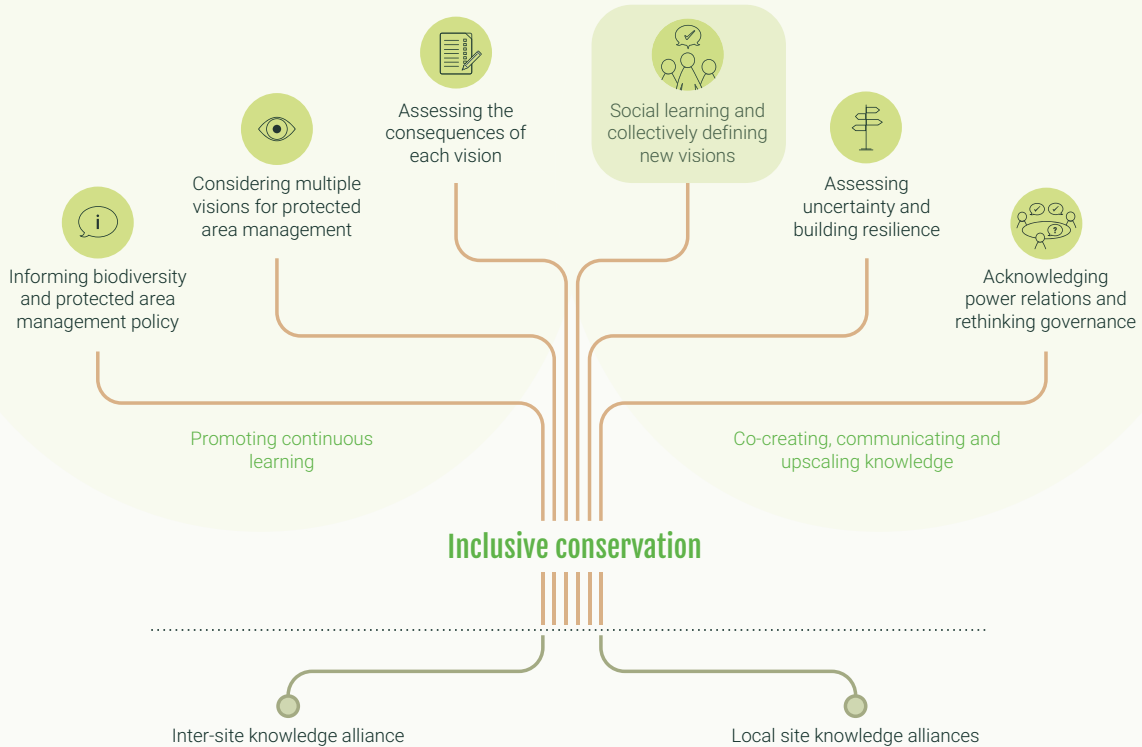 Assessing the
consequences of
each vision
Social learning and
collectively defining
new visions
Considering multiple
visions for protected
area management
Assessing
uncertainty and
building resilience
i
Informing biodiversity
and protected area
management policy
?
Acknowledging
power relations and
rethinking governance
Promoting continuous
learning
Co-creating, communicating and
upscaling knowledge
Inclusive conservation
Inter-site knowledge alliance
Local site knowledge alliances